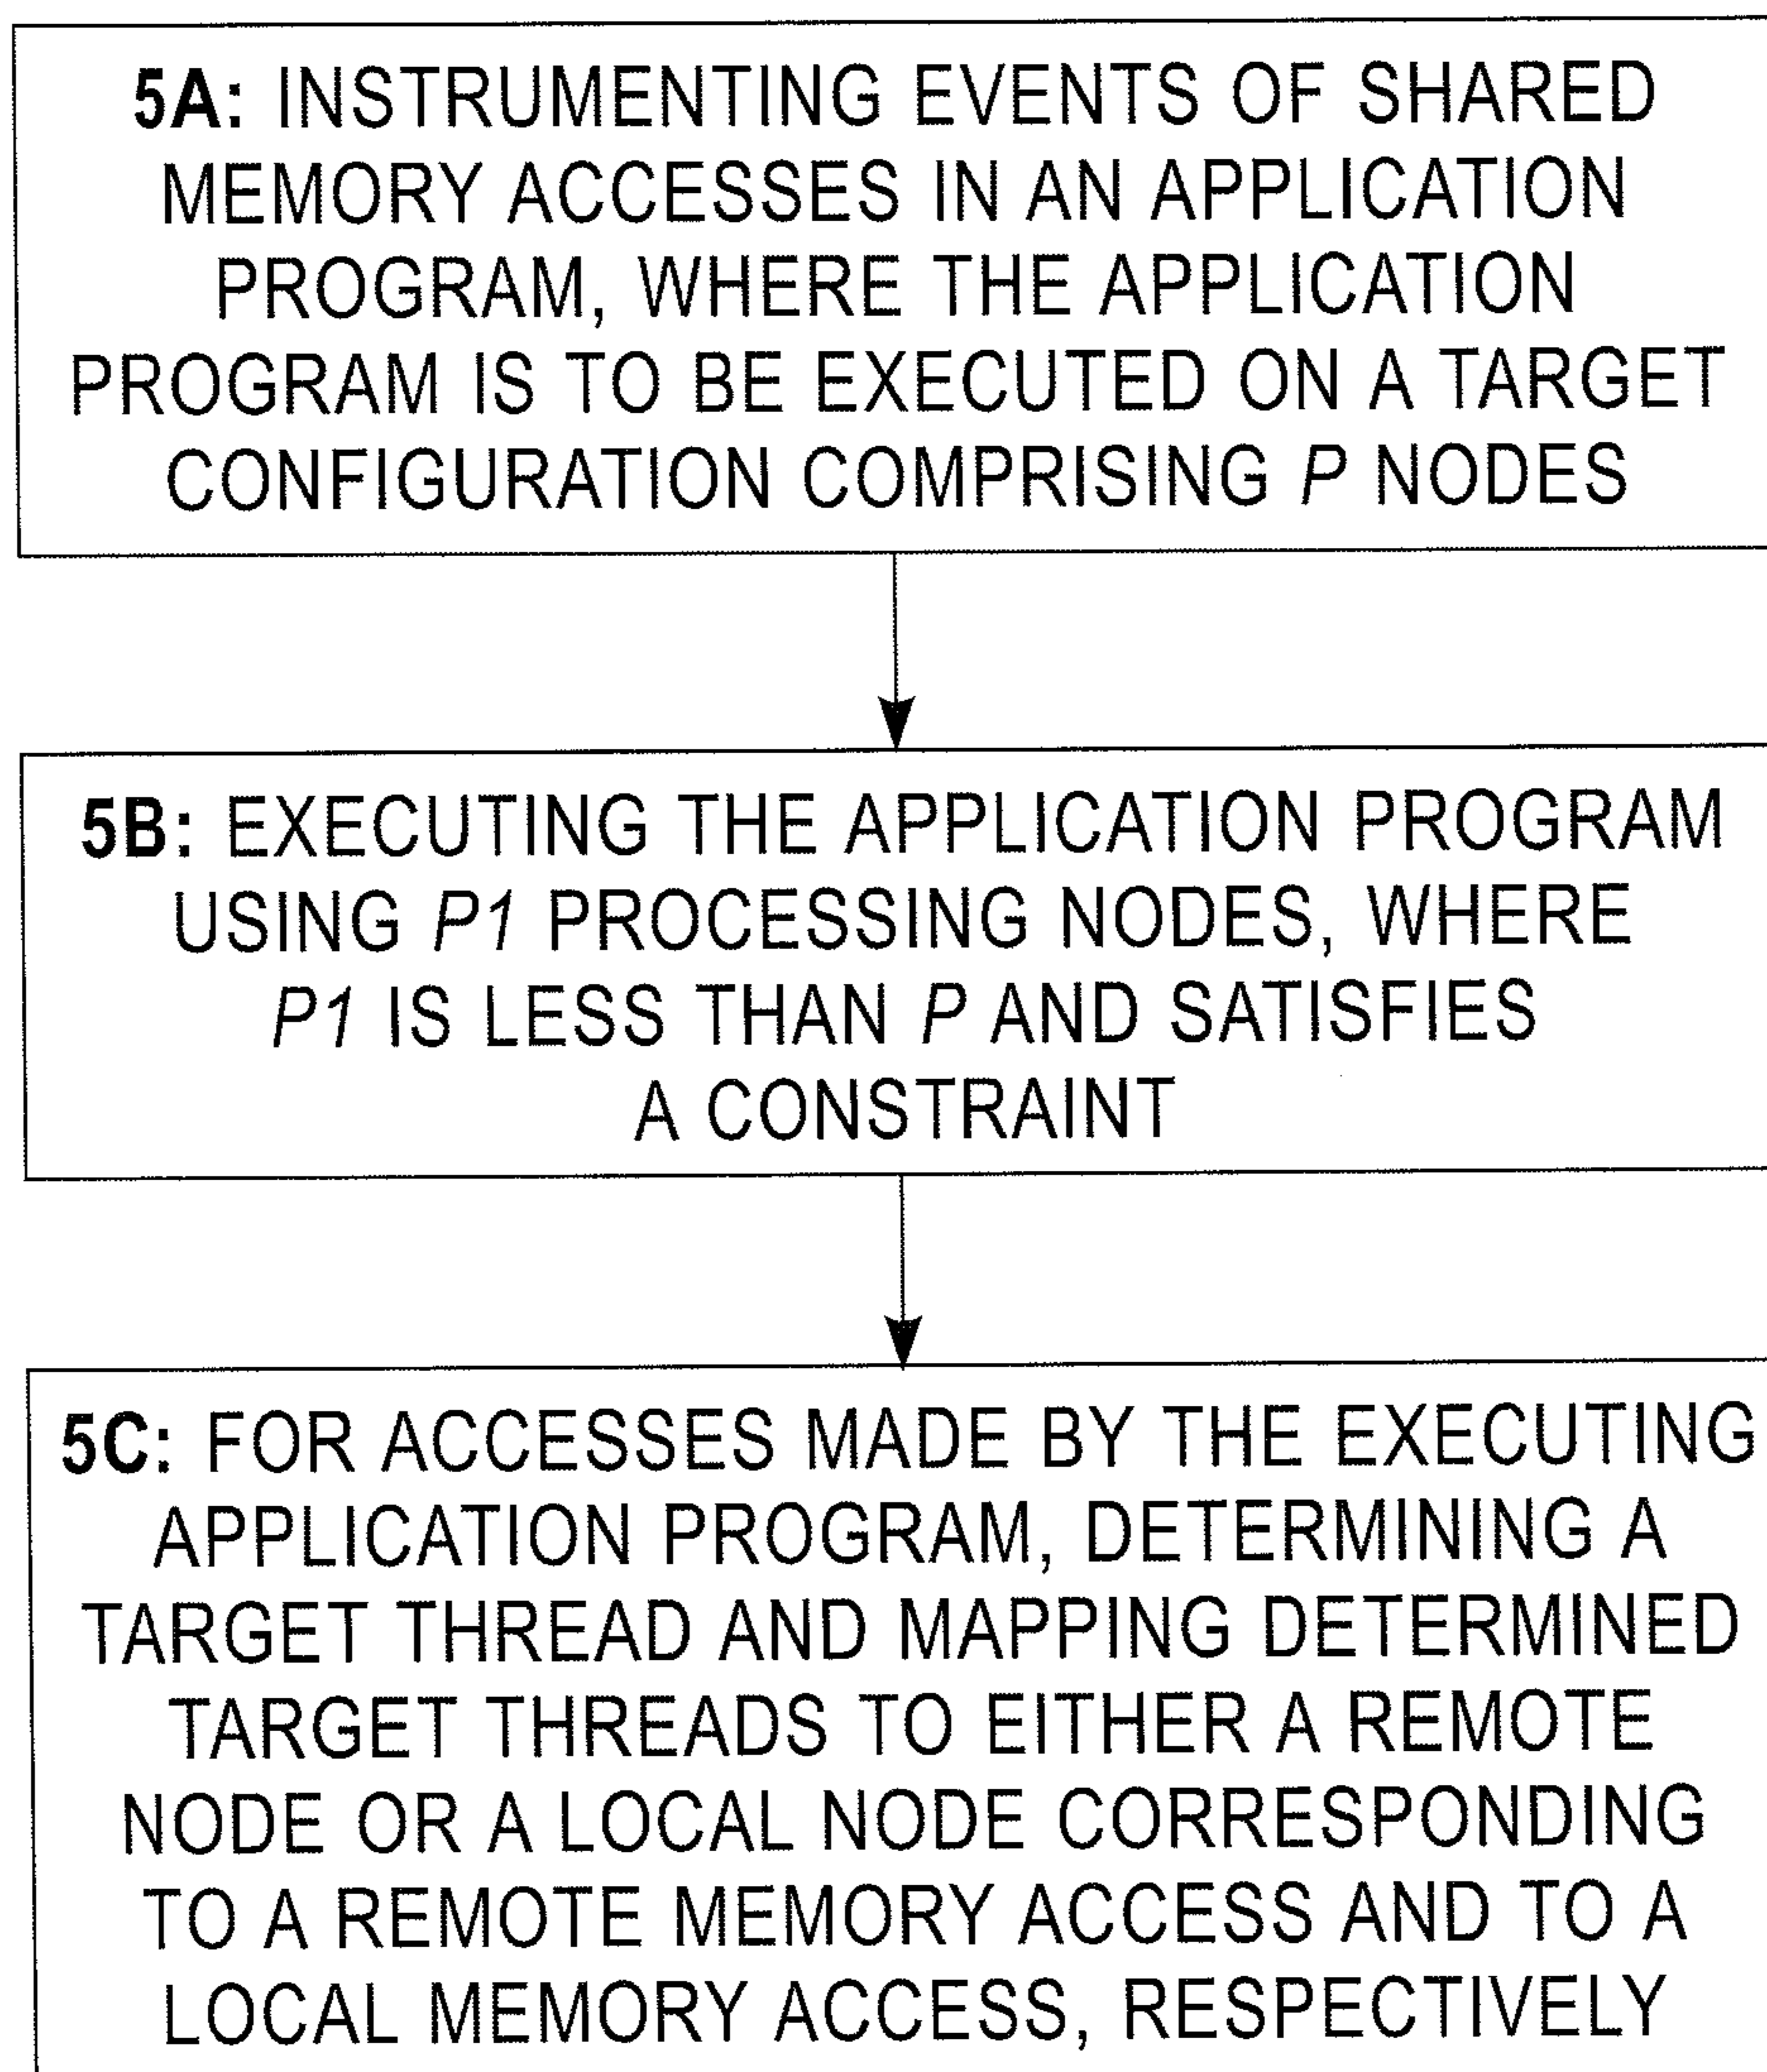 5A: INSTRUMENTING EVENTS OF SHARED
MEMORY ACCESSES IN AN APPLICATION
PROGRAM, WHERE THE APPLICATION
PROGRAM IS TO BE EXECUTED ON A TARGET
CONFIGURATION COMPRISING P NODES
5B: EXECUTING THE APPLICATION PROGRAM
USING P1 PROCESSING NODES, WHERE
P1 IS LESS THAN P AND SATISFIES
A CONSTRAINT
5C: FOR ACCESSES MADE BY THE EXECUTING
APPLICATION PROGRAM, DETERMINING A
TARGET THREAD AND MAPPING DETERMINED
TARGET THREADS TO EITHER A REMOTE
NODE OR A LOCAL NODE CORRESPONDING
TO A REMOTE MEMORY ACCESS AND TO A
LOCAL MEMORY ACCESS, RESPECTIVELY